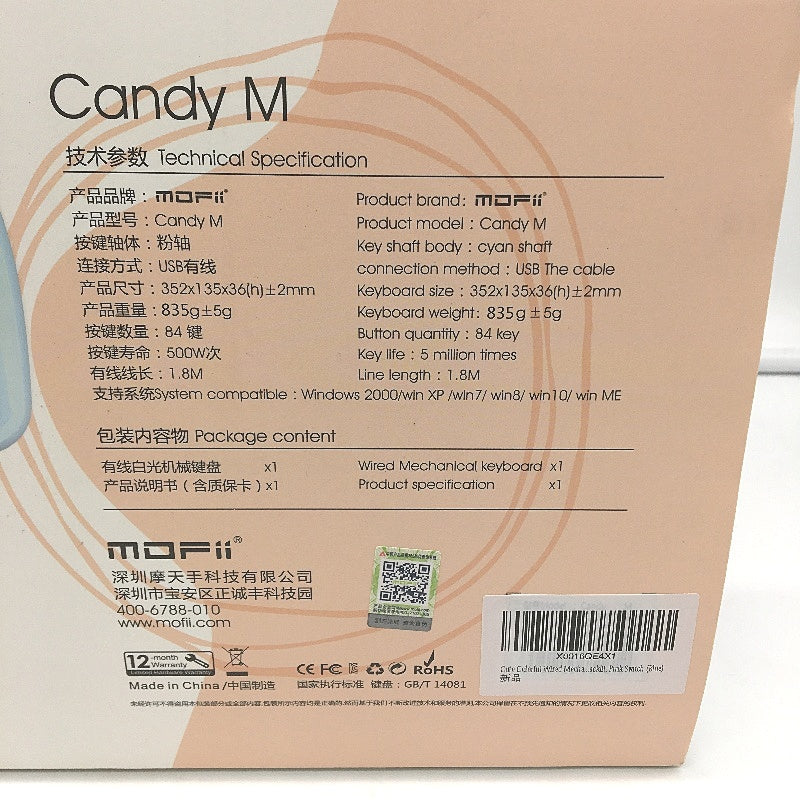 Candy M
技术参数 Technical Specification
产品品牌：MOFii®
产品型号：Candy M
按键轴体：粉轴
连接方式：USB有线
产品尺寸：352x135x36(h)±2mm
产品重量：835g±5g
按键数量：84 键
按键寿命：500W次
有线线长：1.8M
Product brand: MOFii®
Product model : Candy M
Key shaft body : cyan shaft
connection method : USB The cable
Keyboard size : 352x135x36(h)±2mm
Keyboard weight: 835g ±5g
Button quantity : 84 key
Key life : 5 million times
Line length : 1.8M
支持系统System compatible : Windows 2000/win XP /win7/ win8/ win10/ win ME
包装内容物 Package content
有线白光机械键盘 x1
产品说明书（含质保卡）x1
Wired Mechanical keyboard x1
Product specification x1
MOFii®
深圳摩天手科技有限公司
深圳市宝安区正诚丰科技园
400-6788-010
www.mofii.com
12-month Warranty
Limited Hardware Warranty
Made in China/中国制造
CE FC RoHS
国家执行标准 键盘：GB/T 14081
X0016QE4X1
Cute Colorful Wired Mecha...
Pink Switch (Blue)
新品